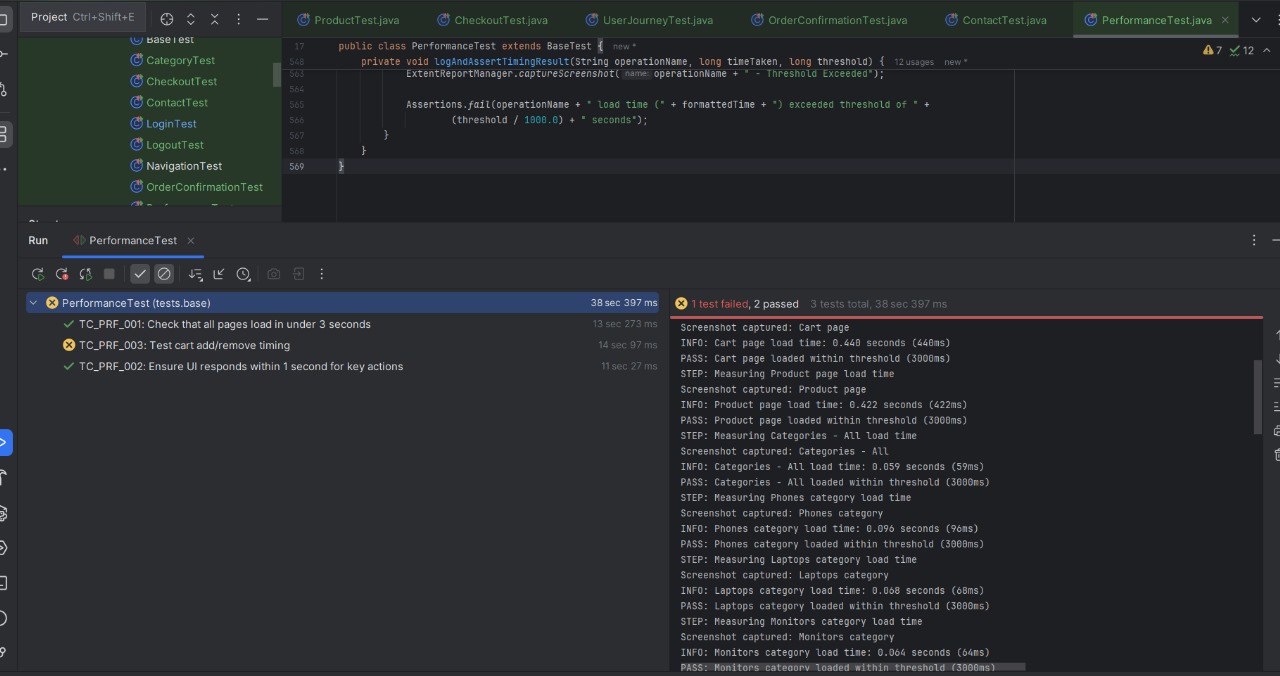 Project Ctrl+Shift+E
ProductTest.java
CheckoutTest.java
UserJourneyTest.java
OrderConfirmationTest.java
ContactTest.java
PerformanceTest.java
BaseTest
CategoryTest
CheckoutTest
ContactTest
LoginTest
LogoutTest
NavigationTest
OrderConfirmationTest
17 public class PerformanceTest extends BaseTest { new *
7 12
548 private void logAndAssertTimingResult(String operationName, long timeTaken, long threshold) { 12 usages new *
563 ExtentReportManager.captureScreenshot( name: operationName + " - Threshold Exceeded");
564
565 Assertions.fail(operationName + " load time (" + formattedTime + ") exceeded threshold of " +
566 (threshold / 1000.0) + " seconds");
567 }
568 }
569 }
Run PerformanceTest
PerformanceTest (tests.base) 38 sec 397 ms
TC_PRF_001: Check that all pages load in under 3 seconds 13 sec 273 ms
TC_PRF_003: Test cart add/remove timing 14 sec 97 ms
TC_PRF_002: Ensure UI responds within 1 second for key actions 11 sec 27 ms
1 test failed, 2 passed 3 tests total, 38 sec 397 ms
Screenshot captured: Cart page
INFO: Cart page load time: 0.440 seconds (440ms)
PASS: Cart page loaded within threshold (3000ms)
STEP: Measuring Product page load time
Screenshot captured: Product page
INFO: Product page load time: 0.422 seconds (422ms)
PASS: Product page loaded within threshold (3000ms)
STEP: Measuring Categories - All load time
Screenshot captured: Categories - All
INFO: Categories - All load time: 0.059 seconds (59ms)
PASS: Categories - All loaded within threshold (3000ms)
STEP: Measuring Phones category load time
Screenshot captured: Phones category
INFO: Phones category load time: 0.096 seconds (96ms)
PASS: Phones category loaded within threshold (3000ms)
STEP: Measuring Laptops category load time
Screenshot captured: Laptops category
INFO: Laptops category load time: 0.068 seconds (68ms)
PASS: Laptops category loaded within threshold (3000ms)
STEP: Measuring Monitors category load time
Screenshot captured: Monitors category
INFO: Monitors category load time: 0.064 seconds (64ms)
PASS: Monitors category loaded within threshold (3000ms)